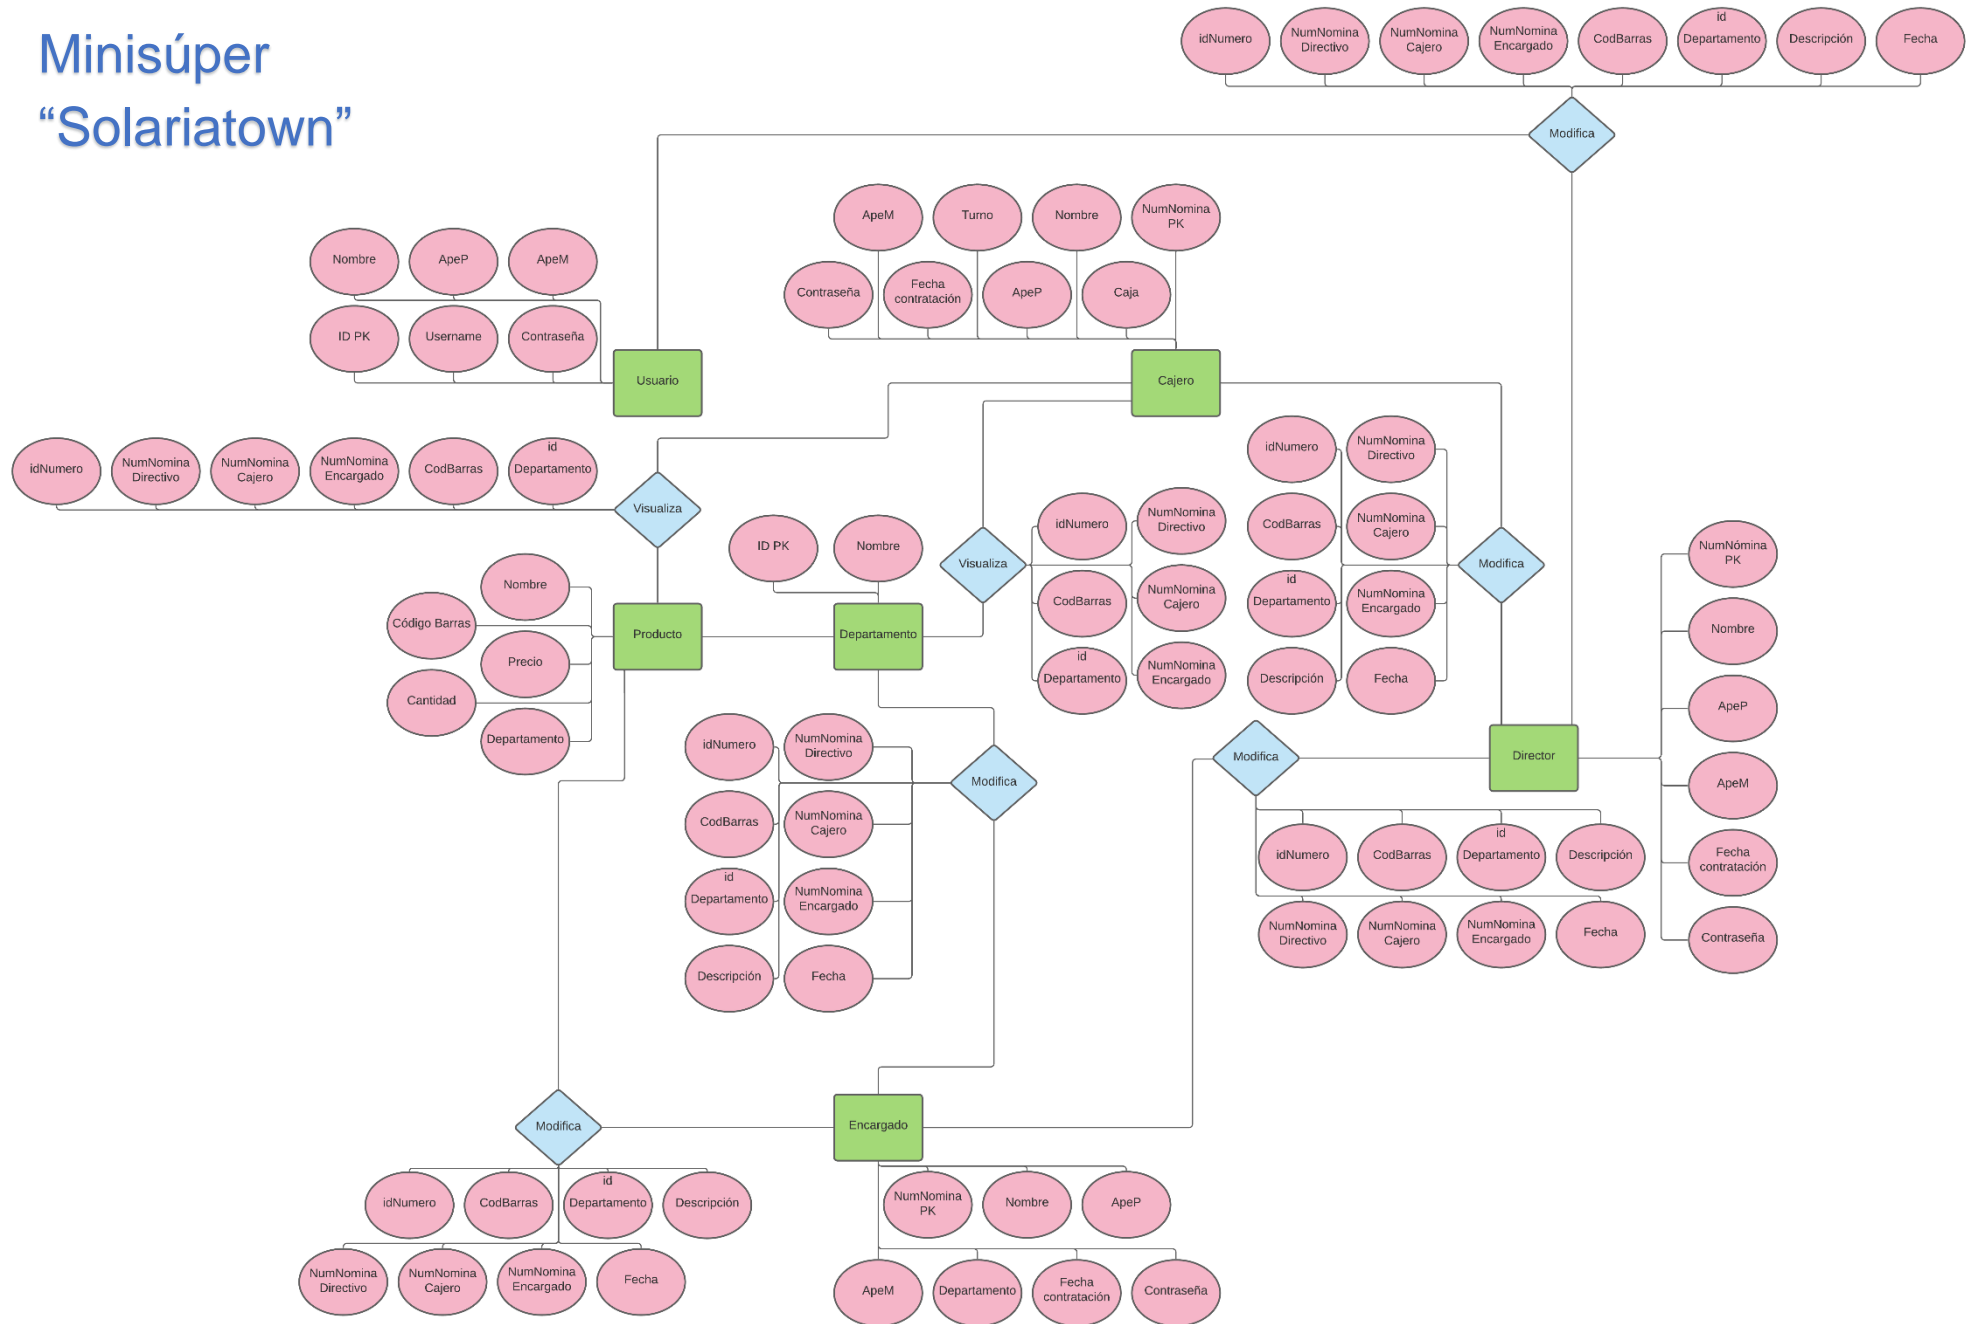 Minisúper
“Solariatown”
idNumero
NumNomina
Directivo
NumNomina
Cajero
NumNomina
Encargado
CodBarras
id
Departamento
Descripción
Fecha
Modifica
ApeM
Turno
Nombre
NumNomina
PK
Contraseña
Fecha
contratación
ApeP
Caja
Nombre
ApeP
ApeM
ID PK
Username
Contraseña
Usuario
Cajero
idNumero
NumNomina
Directivo
NumNomina
Cajero
NumNomina
Encargado
CodBarras
id
Departamento
Visualiza
ID PK
Nombre
Visualiza
idNumero
NumNomina
Directivo
CodBarras
NumNomina
Cajero
id
Departamento
NumNomina
Encargado
idNumero
NumNomina
Directivo
CodBarras
NumNomina
Cajero
id
Departamento
NumNomina
Encargado
Descripción
Fecha
Modifica
Nombre
Código Barras
Precio
Cantidad
Departamento
Producto
Departamento
NumNómina
PK
Nombre
ApeP
ApeM
Fecha
contratación
Contraseña
Modifica
Director
idNumero
CodBarras
id
Departamento
Descripción
NumNomina
Directivo
NumNomina
Cajero
NumNomina
Encargado
Fecha
idNumero
NumNomina
Directivo
CodBarras
NumNomina
Cajero
id
Departamento
NumNomina
Encargado
Descripción
Fecha
Modifica
Modifica
Encargado
idNumero
CodBarras
id
Departamento
Descripción
NumNomina
Directivo
NumNomina
Cajero
NumNomina
Encargado
Fecha
NumNomina
PK
Nombre
ApeP
ApeM
Departamento
Fecha
contratación
Contraseña